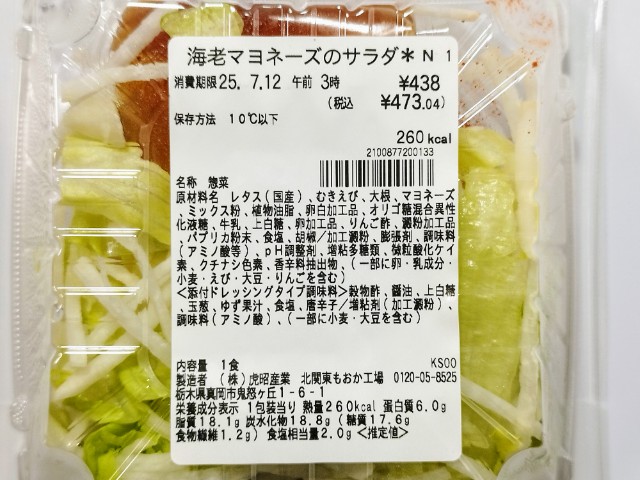 海老マヨネーズのサラダ＊N 1
消費期限25. 7.12 午前 3時 ¥438
(税込 ¥473.04)
保存方法 10℃以下
260kcal
2100877200133
名称 惣菜
原材料名 レタス(国産)、むきえび、大根、マヨネーズ
、ミックス粉、植物油脂、卵白加工品、オリゴ糖混合異性
化液糖、牛乳、上白糖、卵加工品、りんご酢、澱粉加工品
、パプリカ粉末、食塩、胡椒/加工澱粉、膨張剤、調味料
(アミノ酸等)、pH調整剤、増粘多糖類、微粒酸化ケイ
素、クチナシ色素、香辛料抽出物、(一部に卵・乳成分・
小麦・えび・大豆・りんごを含む)
<添付ドレッシングタイプ調味料>穀物酢、醤油、上白糖
、玉葱、ゆず果汁、食塩、唐辛子/増粘剤(加工澱粉)、
調味料(アミノ酸)、(一部に小麦・大豆を含む)
内容量 1食 KS00
製造者 (株)虎昭産業 北関東もおか工場 0120-05-8525
栃木県真岡市鬼怒ヶ丘1-6-1
栄養成分表示 1包装当り 熱量260kcal 蛋白質6.0g
脂質18.1g 炭水化物18.8g(糖質17.6g
食物繊維1.2g) 食塩相当量2.0g <推定値>